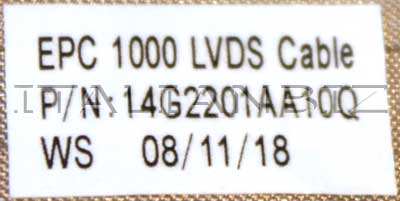 EPC 1000 LVDS Cable
P/N:14G2201AA10Q
WS 08/11/18